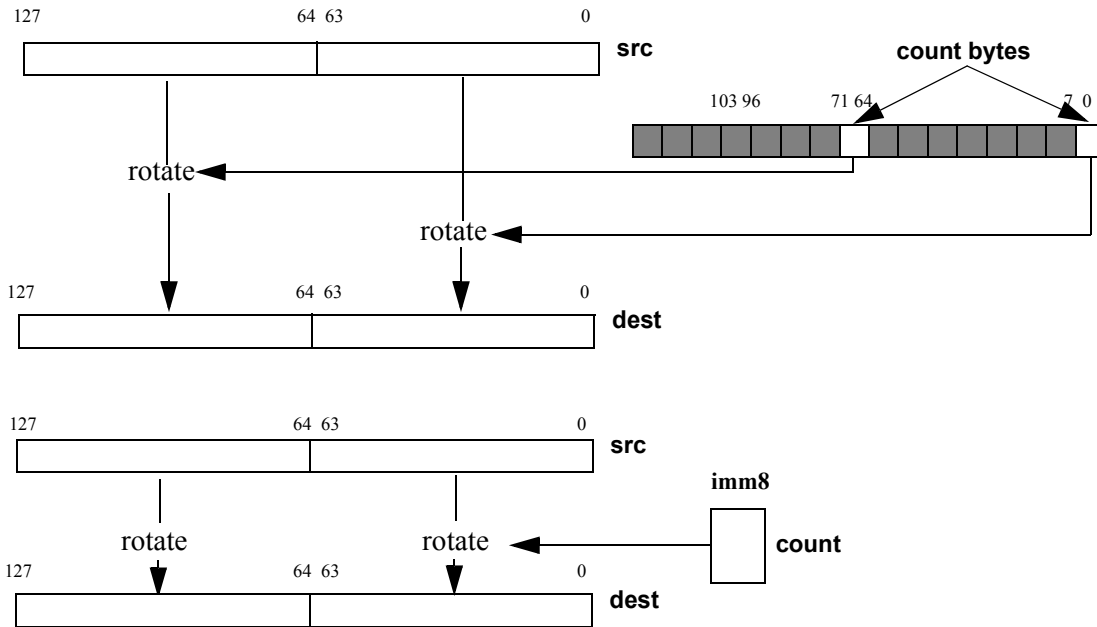 127 64 63 0
src
count bytes
103 96 71 64 7 0
rotate
rotate
127 64 63 0
dest
127 64 63 0
src
imm8
rotate rotate count
127 64 63 0
dest